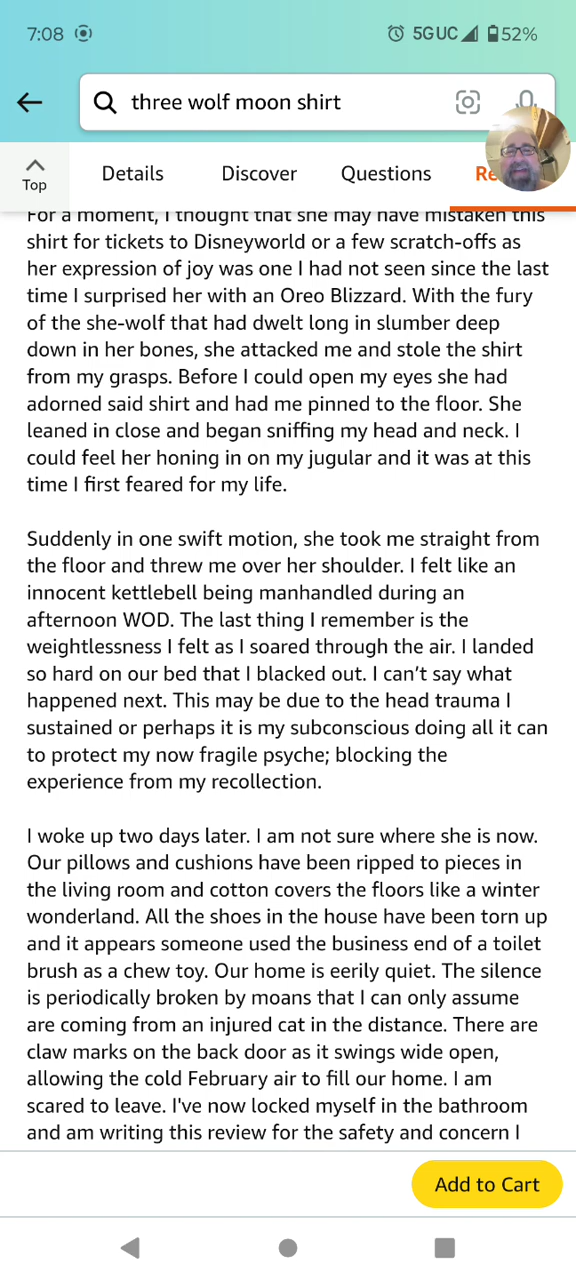 7:08
5GUC
52%
three wolf moon shirt
Top
Details
Discover
Questions
Re
For a moment, I thought that she may have mistaken this
shirt for tickets to Disneyworld or a few scratch-offs as
her expression of joy was one I had not seen since the last
time I surprised her with an Oreo Blizzard. With the fury
of the she-wolf that had dwelt long in slumber deep
down in her bones, she attacked me and stole the shirt
from my grasps. Before I could open my eyes she had
adorned said shirt and had me pinned to the floor. She
leaned in close and began sniffing my head and neck. I
could feel her honing in on my jugular and it was at this
time I first feared for my life.
Suddenly in one swift motion, she took me straight from
the floor and threw me over her shoulder. I felt like an
innocent kettlebell being manhandled during an
afternoon WOD. The last thing I remember is the
weightlessness I felt as I soared through the air. I landed
so hard on our bed that I blacked out. I can’t say what
happened next. This may be due to the head trauma I
sustained or perhaps it is my subconscious doing all it can
to protect my now fragile psyche; blocking the
experience from my recollection.
I woke up two days later. I am not sure where she is now.
Our pillows and cushions have been ripped to pieces in
the living room and cotton covers the floors like a winter
wonderland. All the shoes in the house have been torn up
and it appears someone used the business end of a toilet
brush as a chew toy. Our home is eerily quiet. The silence
is periodically broken by moans that I can only assume
are coming from an injured cat in the distance. There are
claw marks on the back door as it swings wide open,
allowing the cold February air to fill our home. I am
scared to leave. I've now locked myself in the bathroom
and am writing this review for the safety and concern I
Add to Cart